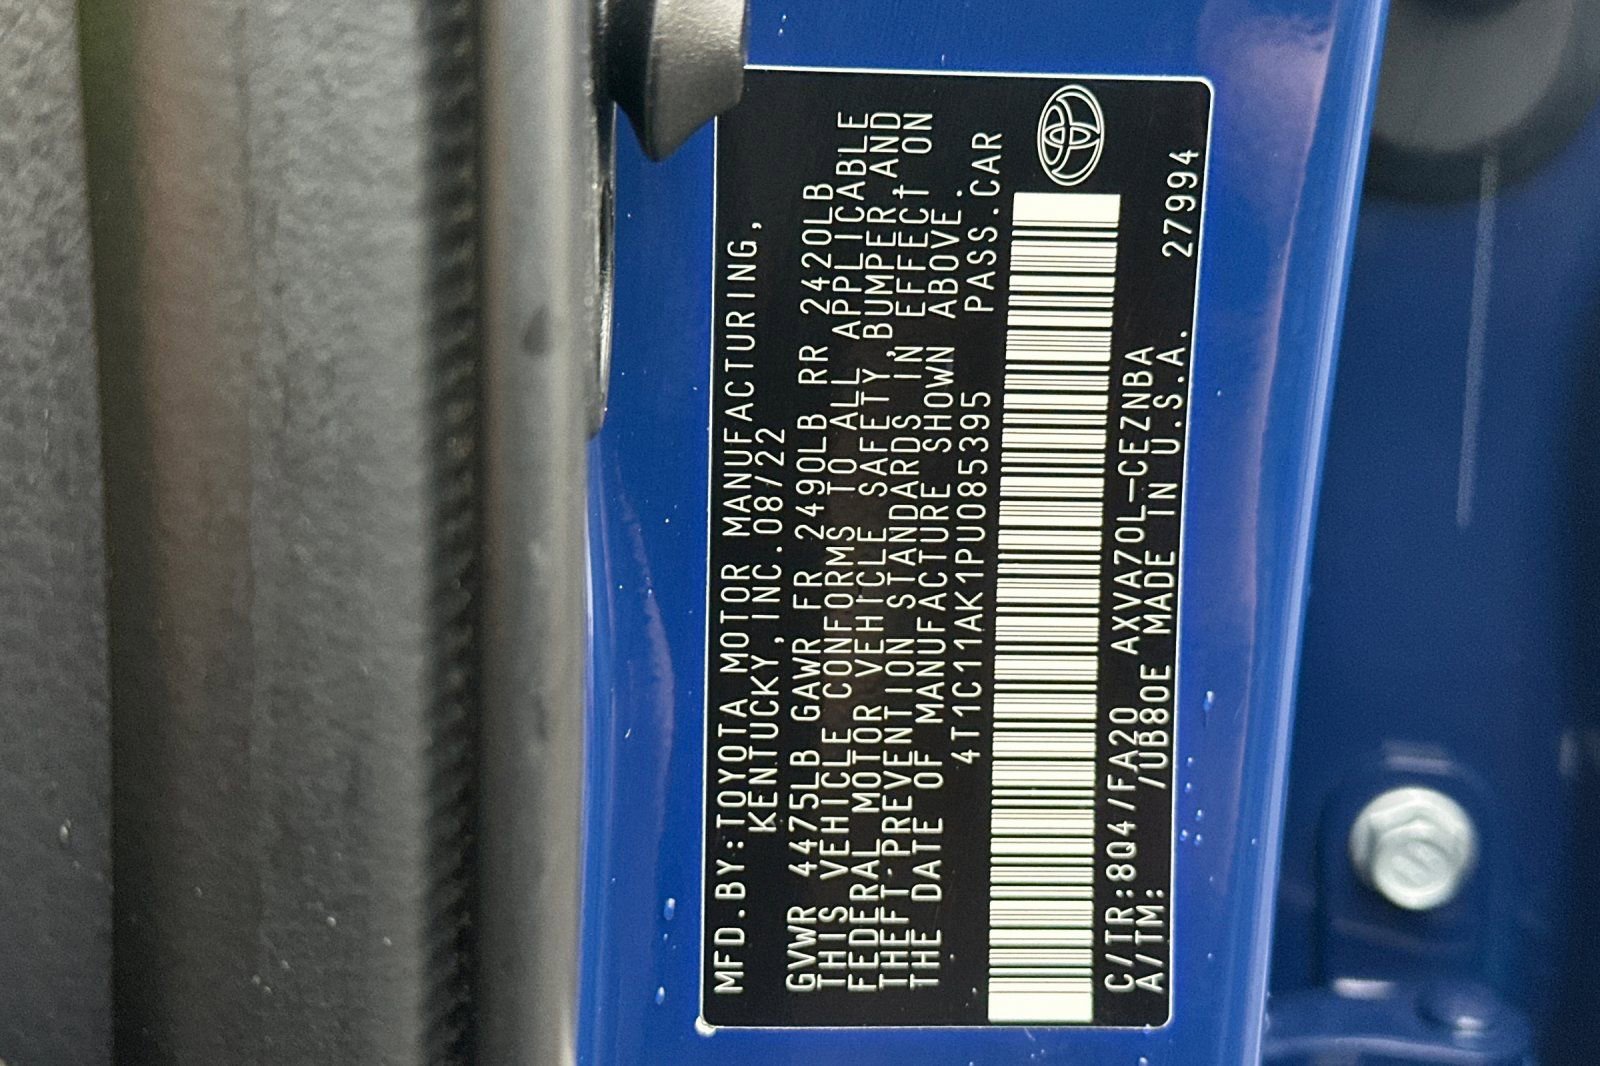 MFD.BY:TOYOTA MOTOR MANUFACTURING,
KENTUCKY,INC.08/22
GVWR 4475LB GAWR FR 2490LB RR 2420LB
THIS VEHICLE CONFORMS TO ALL APPLICABLE
FEDERAL MOTOR VEHICLE SAFETY,BUMPER,AND
THEFT PREVENTION STANDARDS IN EFFECT ON
THE DATE OF MANUFACTURE SHOWN ABOVE.
4T1C11AK1PU085395 PASS.CAR
C/TR:8Q4/FA20 AXVA70L-CEZNBA
A/TM: /UB80E MADE IN U.S.A. 27994